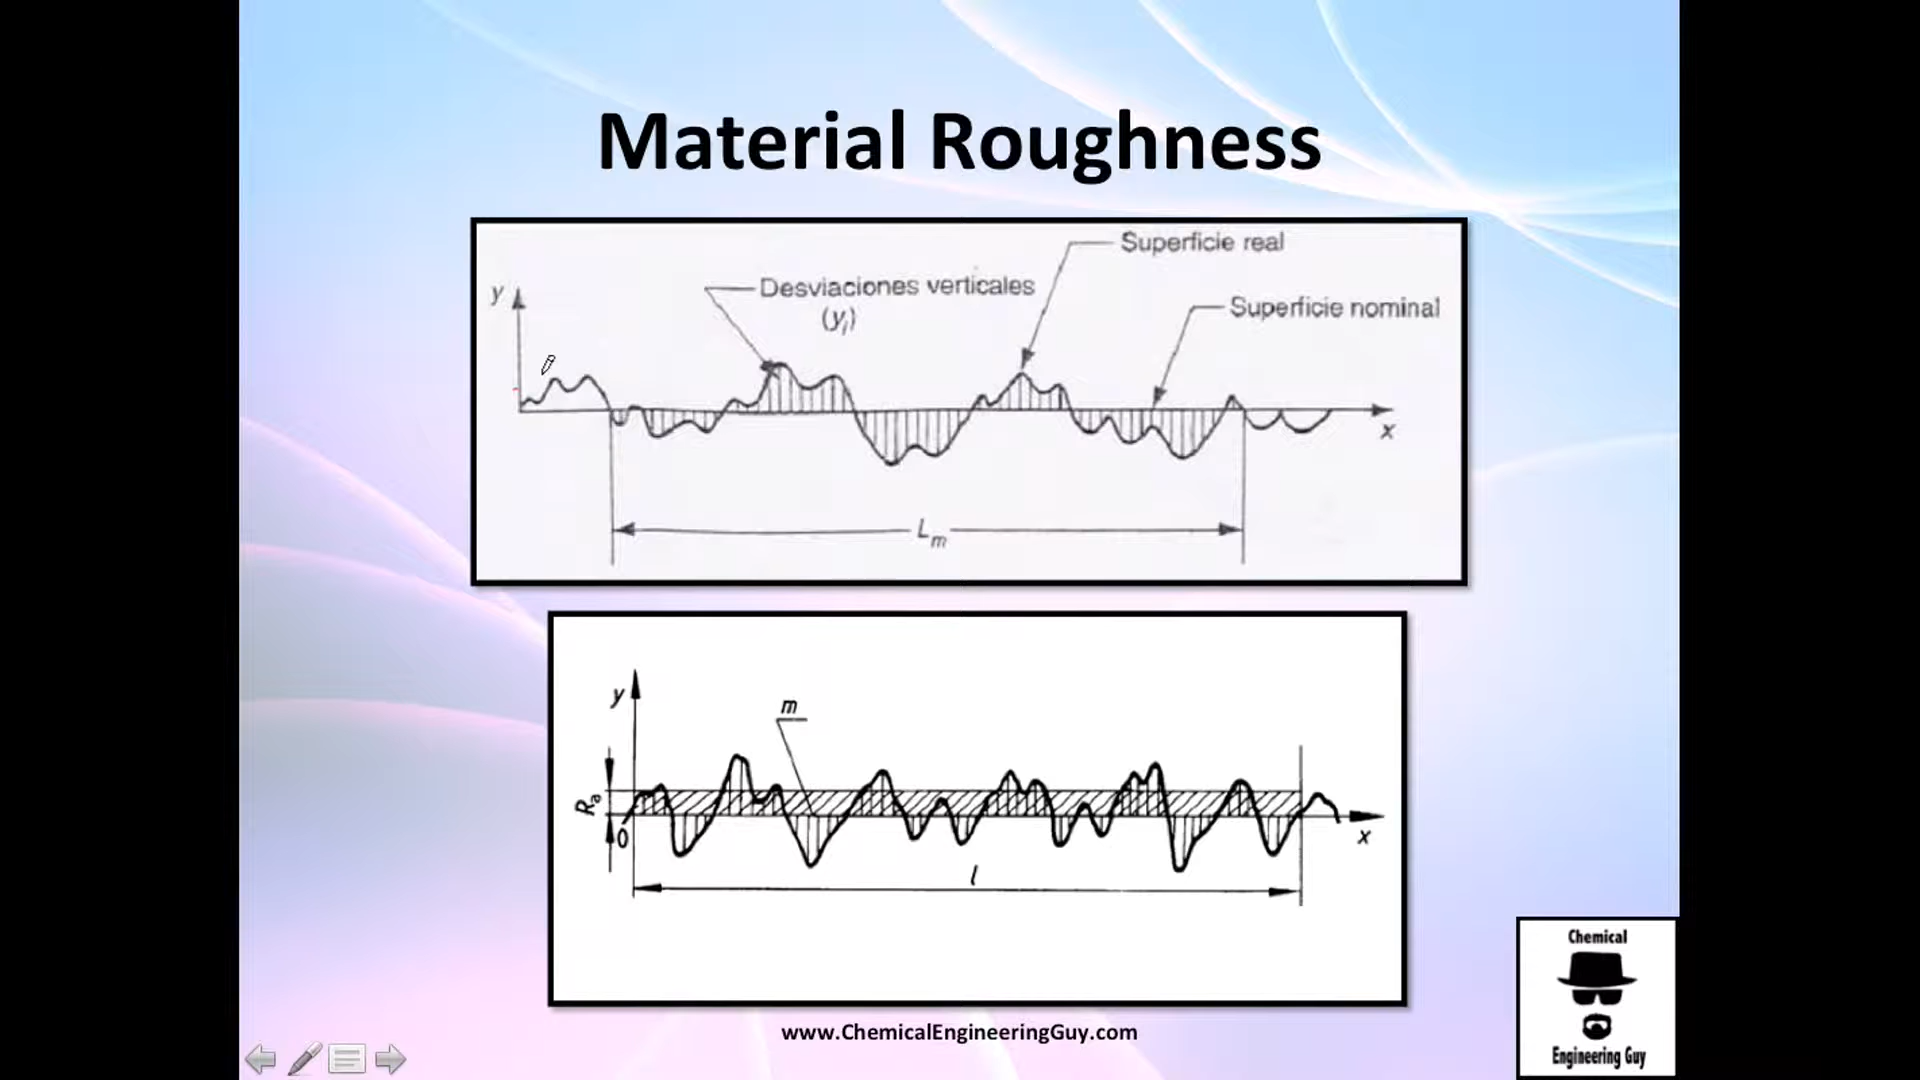 Material Roughness
Superficie real
Desviaciones verticales
(yi)
Superficie nominal
y
x
Lm
y
m
Ra
0
x
l
www.ChemicalEngineeringGuy.com
Chemical
Engineering Guy